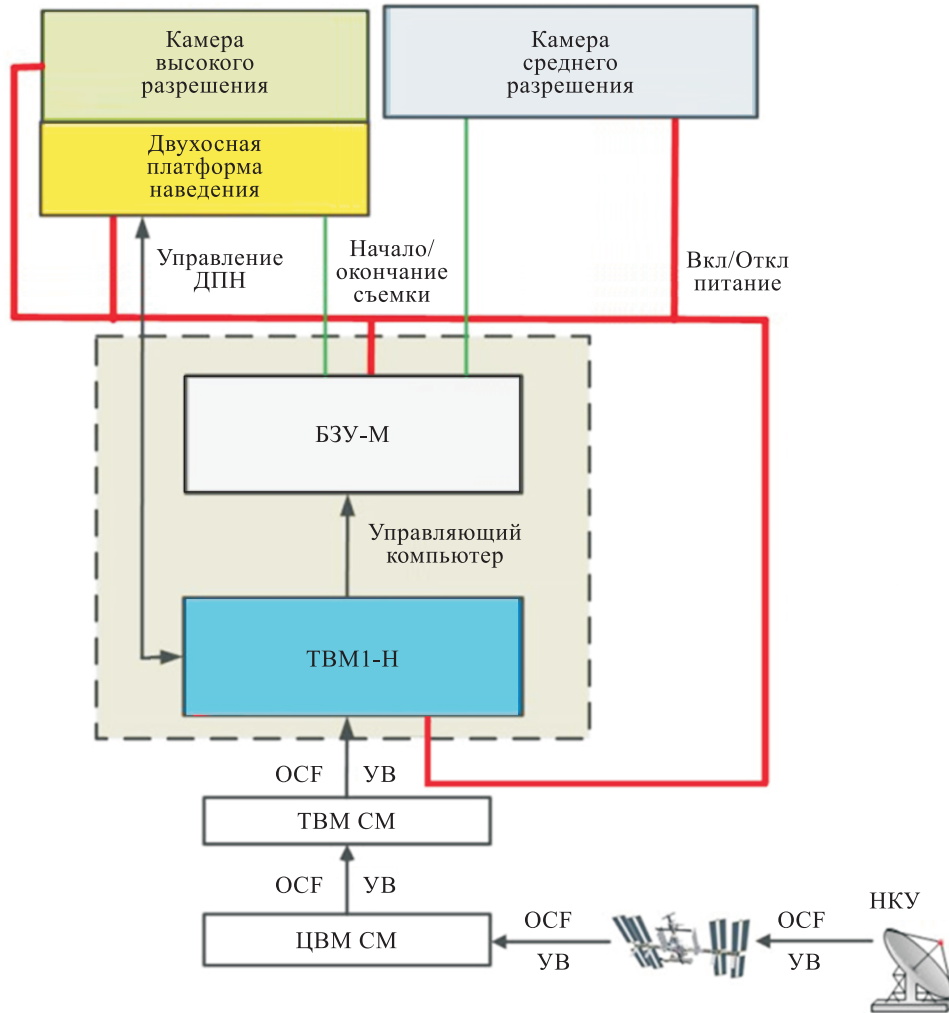 Камера
высокого
разрешения
Камера
среднего
разрешения
Двухосная
платформа
наведения
Управление
ДПН
Начало/
окончание
съемки
Вкл/Откл
питание
БЗУ-М
Управляющий
компьютер
ТВМ1-Н
OCF УВ
ТВМ СМ
OCF УВ
ЦВМ СМ
OCF
УВ
OCF
УВ
НКУ